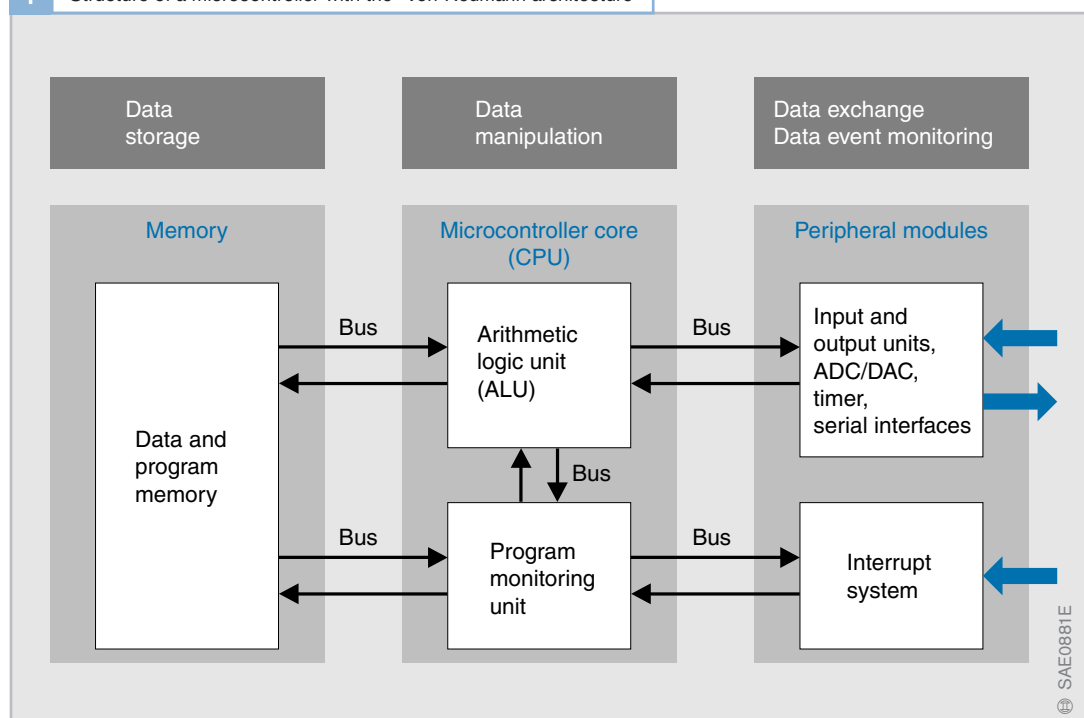 Structure of a microcontroller with the "Von Neumann architecture"
Data
storage
Data
manipulation
Data exchange
Data event monitoring
Memory
Microcontroller core
(CPU)
Peripheral modules
Bus
Arithmetic
logic unit
(ALU)
Bus
Input and
output units,
ADC/DAC,
timer,
serial interfaces
Data and
program
memory
Bus
Bus
Program
monitoring
unit
Bus
Interrupt
system
SAE0881E